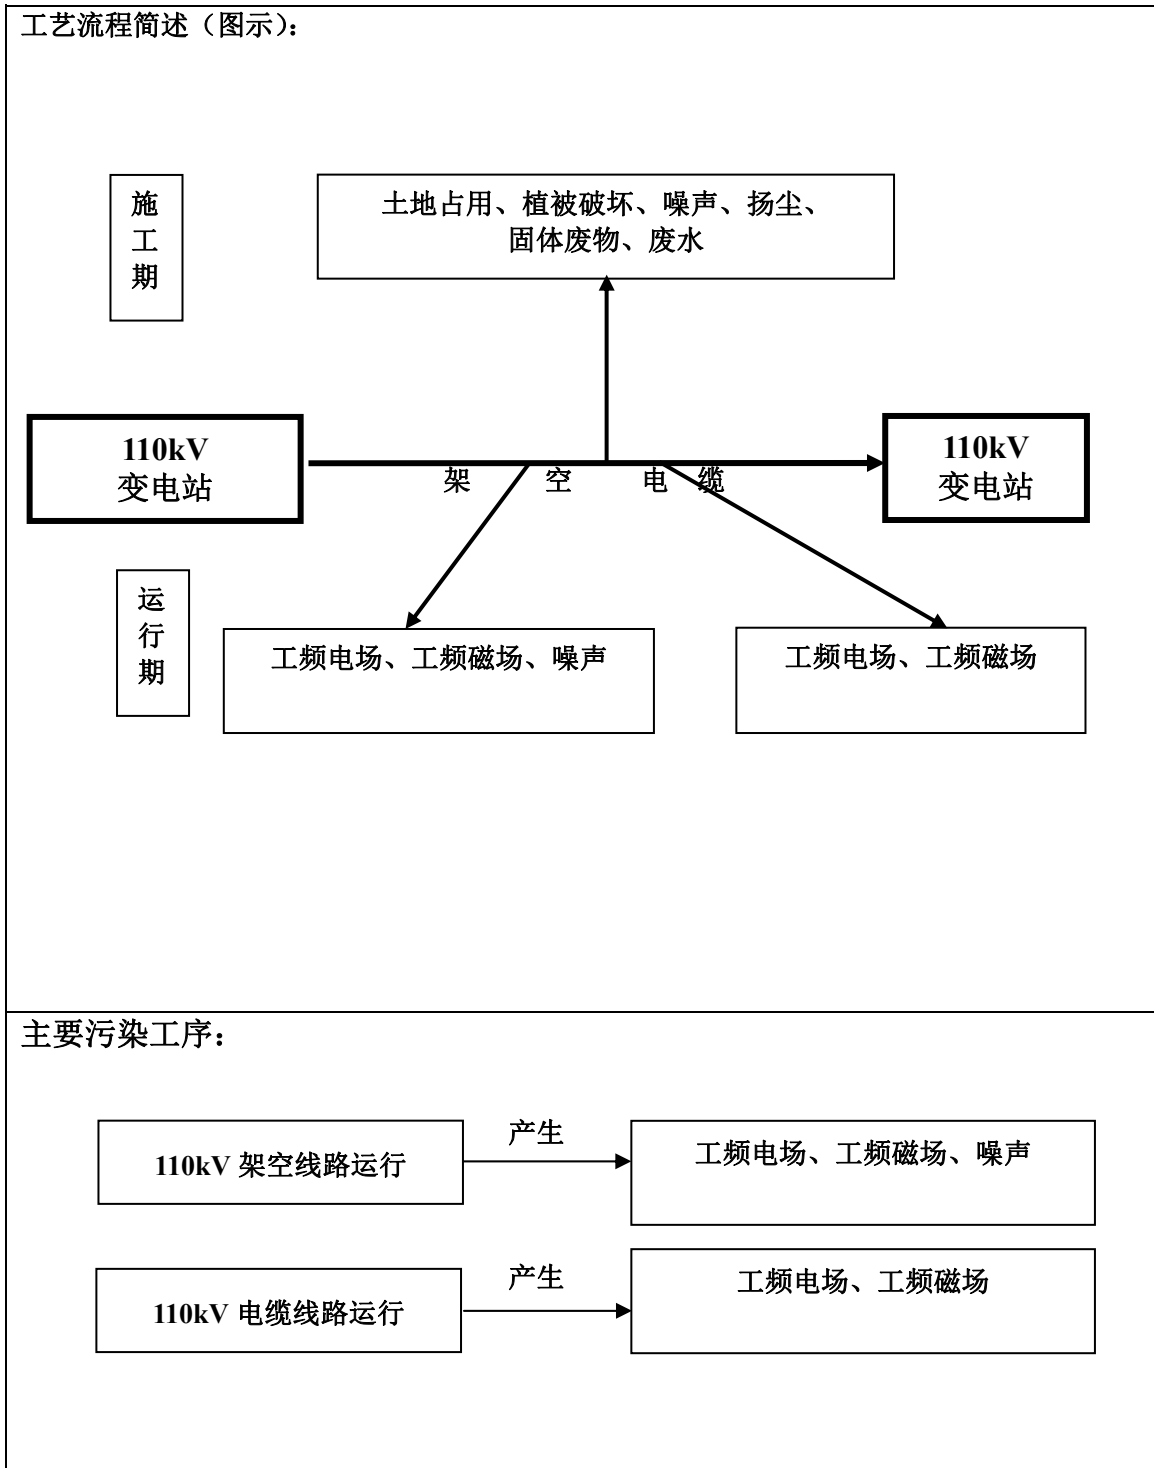 工艺流程简述（图示）：
施
工
期
土地占用、植被破坏、噪声、扬尘、
固体废物、废水
110kV
变电站
架 空 电 缆
110kV
变电站
运
行
期
工频电场、工频磁场、噪声
工频电场、工频磁场
主要污染工序：
110kV 架空线路运行
产生
工频电场、工频磁场、噪声
110kV 电缆线路运行
产生
工频电场、工频磁场